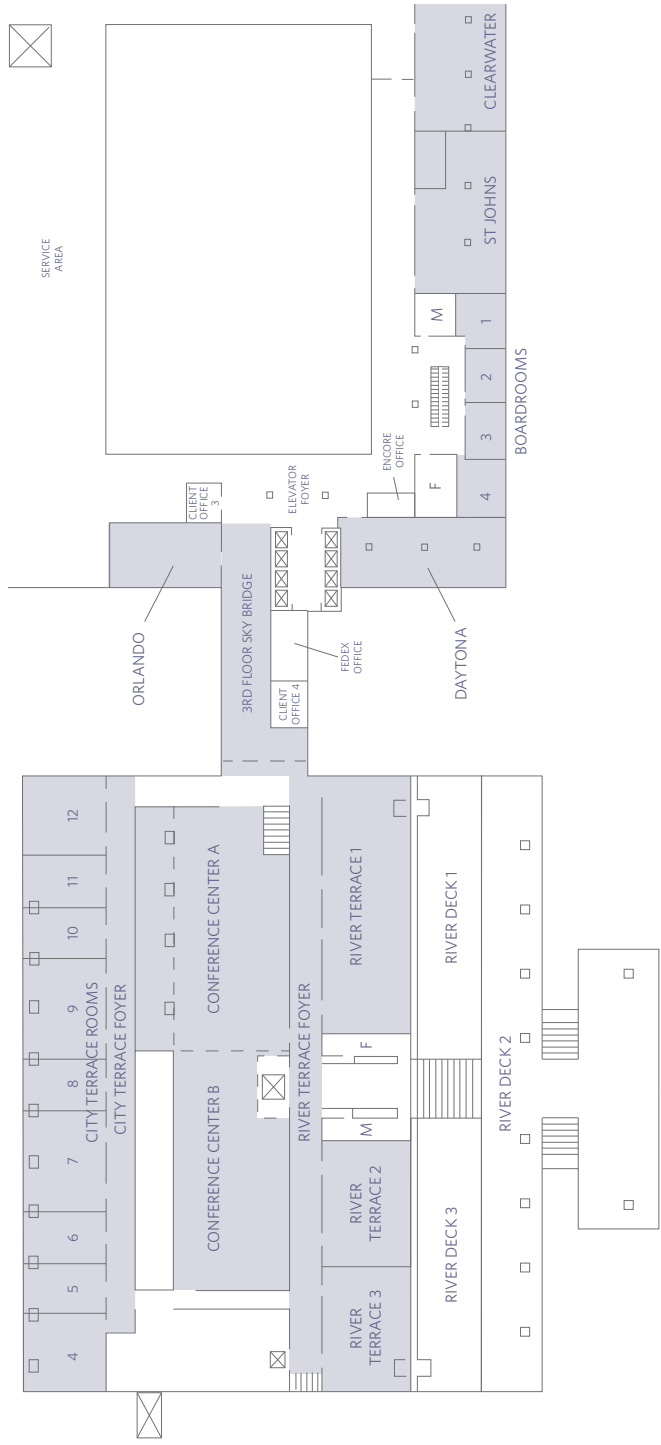 SERVICE
AREA
CLEARWATER
ST JOHNS
M
1
2
3
4
BOARDROOMS
F
ENCORE
OFFICE
ELEVATOR
FOYER
CLIENT
OFFICE
3
ORLANDO
3RD FLOOR SKY BRIDGE
FEDEX
OFFICE
CLIENT
OFFICE 4
DAYTONA
12
11
10
9
8
7
6
5
4
CITY TERRACE ROOMS
CITY TERRACE FOYER
CONFERENCE CENTER A
CONFERENCE CENTER B
RIVER TERRACE FOYER
RIVER TERRACE 1
F
M
RIVER
TERRACE 2
RIVER
TERRACE 3
RIVER DECK 1
RIVER DECK 2
RIVER DECK 3